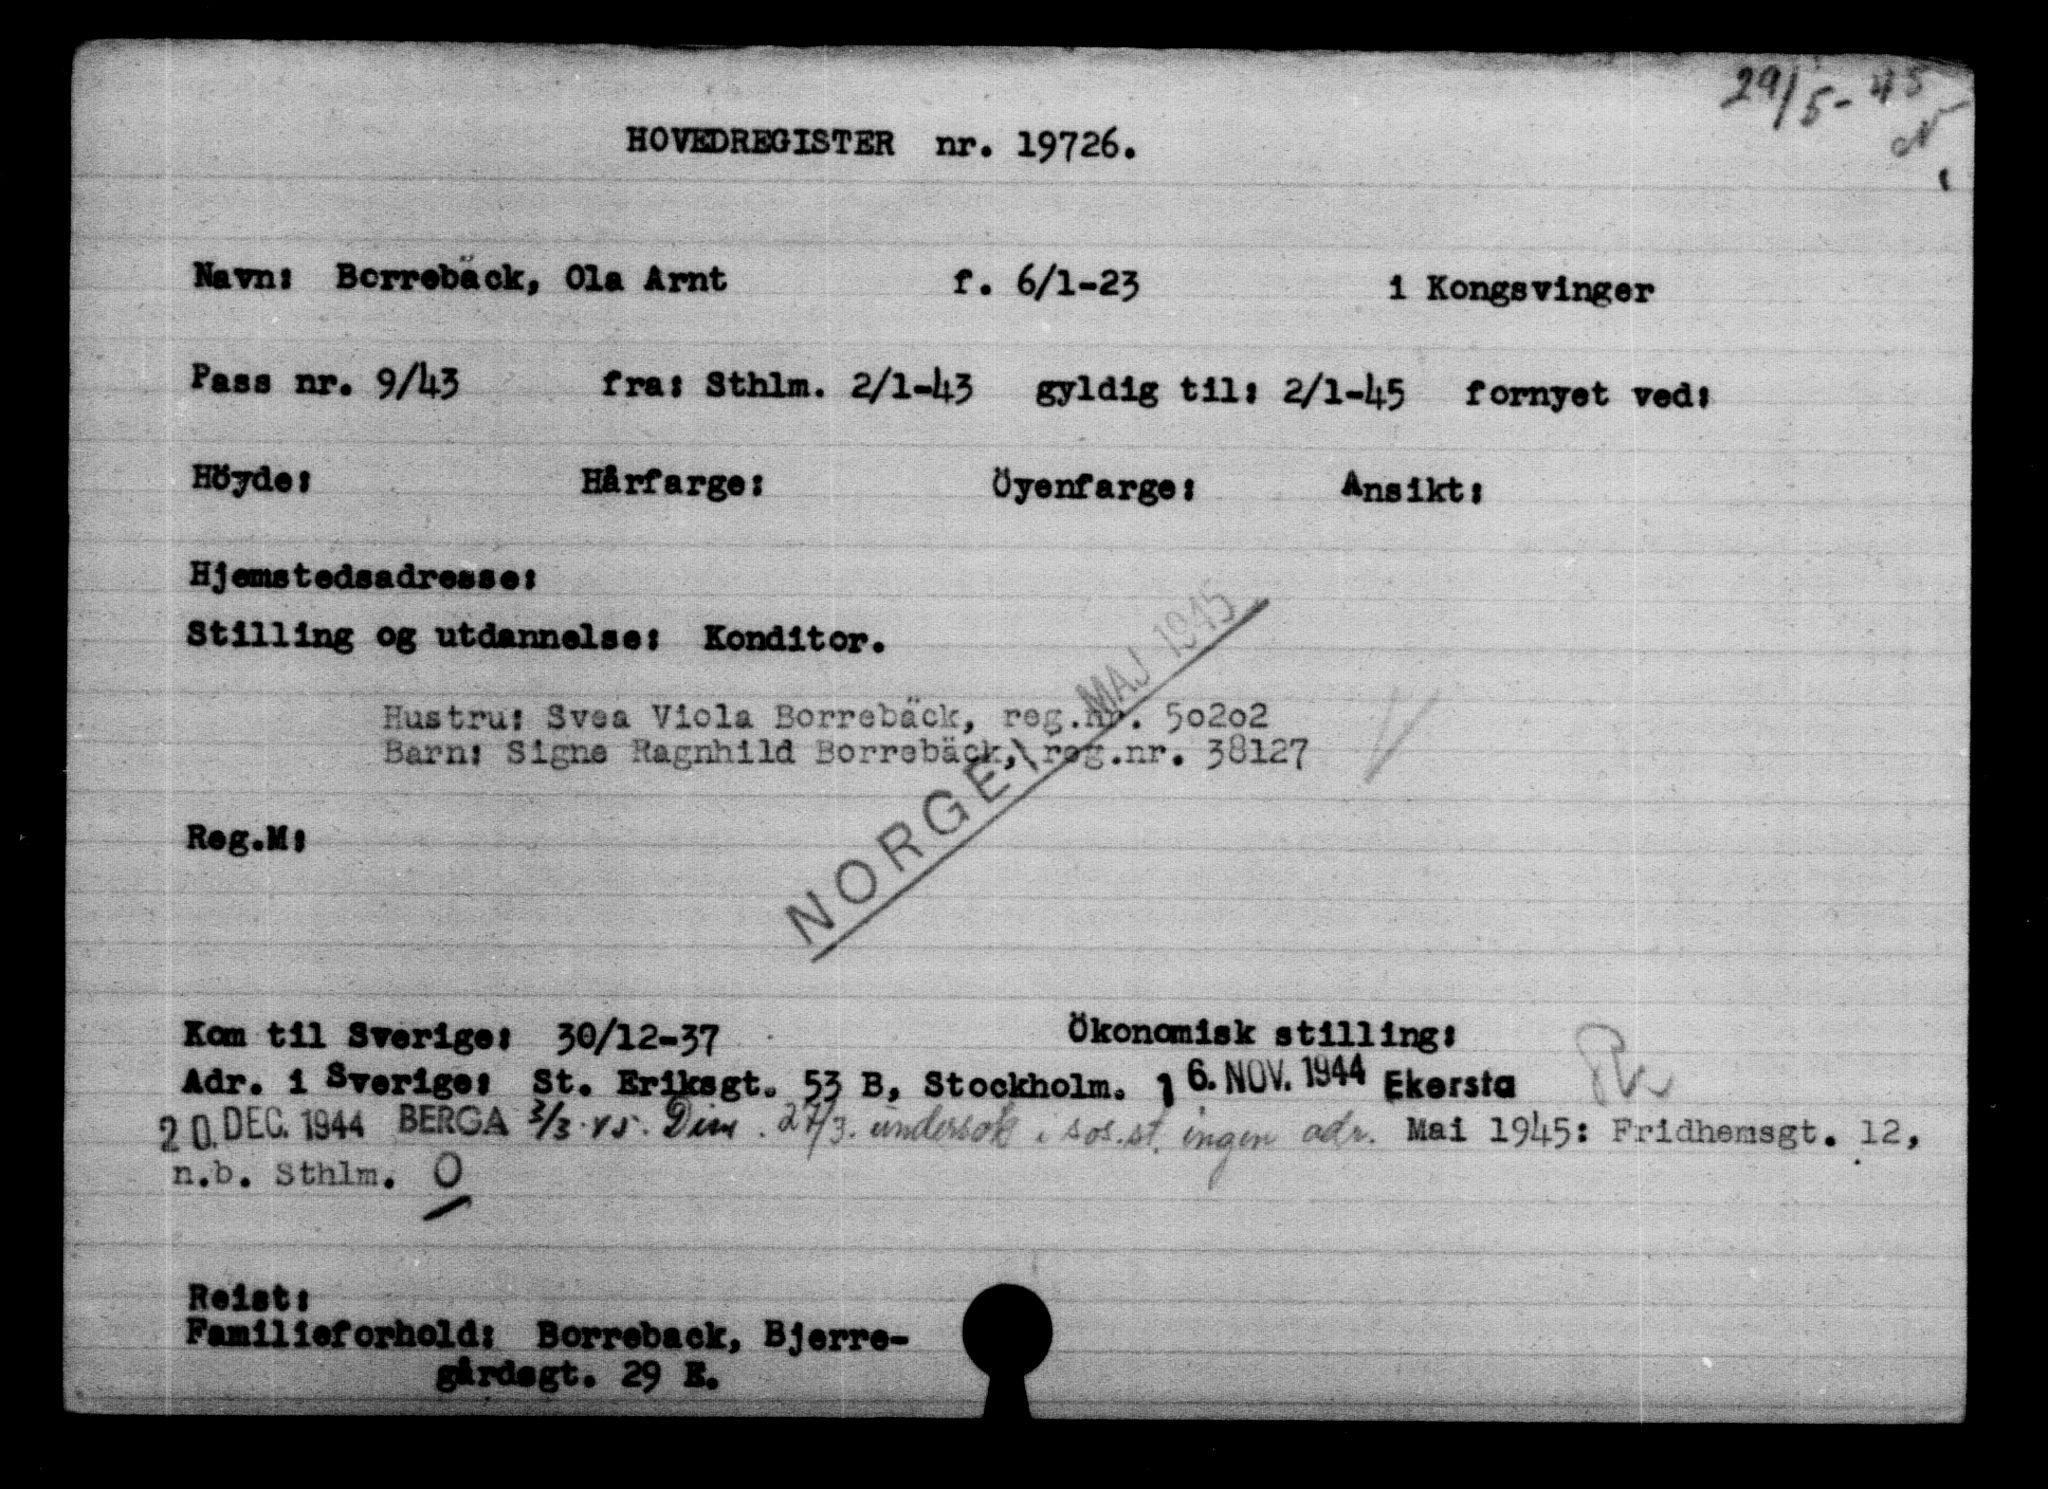 29/5-45
N.
HOVEDREGISTER nr. 19726.
Navn: Borrebäck, Ola Arnt f. 6/1-23 i Kongsvinger
Pass nr. 9/43 fra: Sthlm. 2/1-43 gyldig til: 2/1-45 fornyet ved:
Höyde: Hårfarge: Öyenfarge: Ansikt:
Hjemstedsadresse:
Stilling og utdannelse: Konditor.
Hustru: Svea Viola Borrebäck, reg.nr. 50202
Barn: Signe Ragnhild Borrebäck, reg.nr. 38127
NORGE MAJ 1945
Reg.M:
Kom til Sverige: 30/12-37 Ökonomisk stilling:
Adr. i Sverige: St. Eriksgt. 53 B, Stockholm. 16. NOV. 1944 Ekersta
20. DEC. 1944 BERGA 3/3. 45. Dim. 27/3. undersøk i sos.st. ingen adr. Mai 1945: Fridhemsgt. 12,
n.b. Sthlm. O
Reist:
Familieforhold: Borreback, Bjerre-
gårdsgt. 29 E.